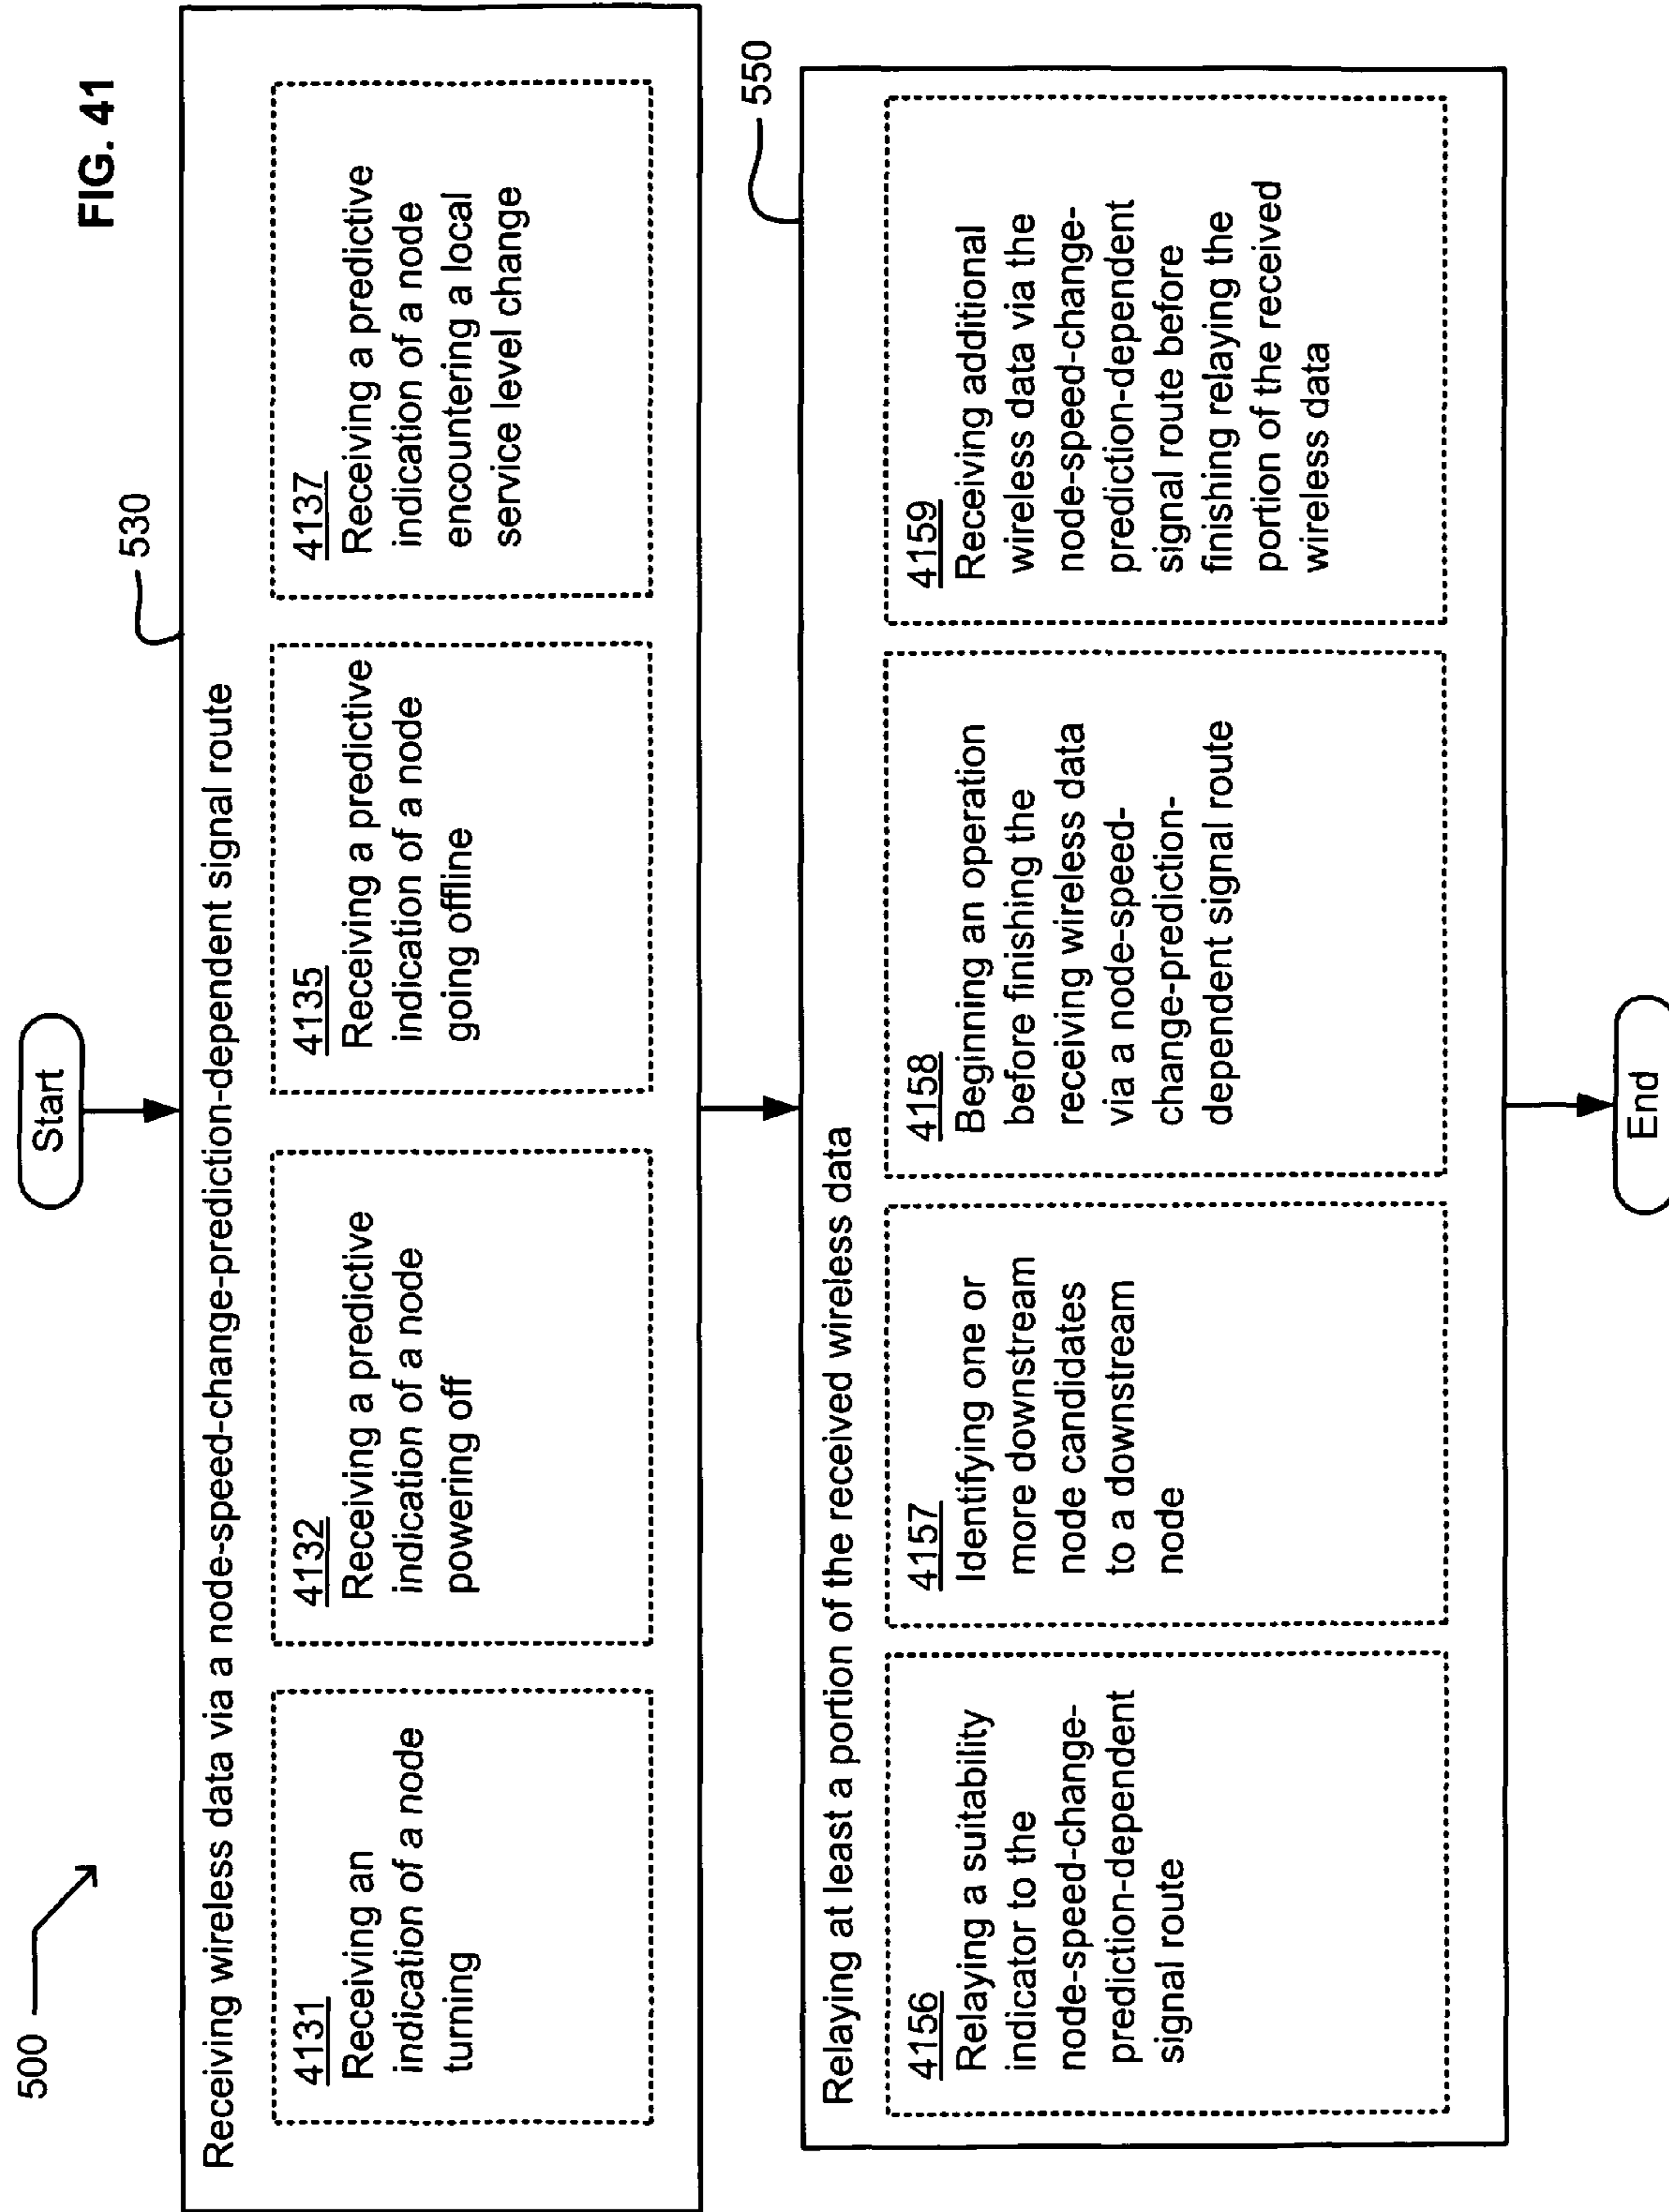 500
Start
FIG. 41
530
Receiving wireless data via a node-speed-change-prediction-dependent signal route
4131
Receiving an
indication of a node
turning
4132
Receiving a predictive
indication of a node
powering off
4135
Receiving a predictive
indication of a node
going offline
4137
Receiving a predictive
indication of a node
encountering a local
service level change
550
Relaying at least a portion of the received wireless data
4156
Relaying a suitability
indicator to the
node-speed-change-
prediction-dependent
signal route
4157
Identifying one or
more downstream
node candidates
to a downstream
node
4158
Beginning an operation
before finishing the
receiving wireless data
via a node-speed-
change-prediction-
dependent signal route
4159
Receiving additional
wireless data via the
node-speed-change-
prediction-dependent
signal route before
finishing relaying the
portion of the received
wireless data
End